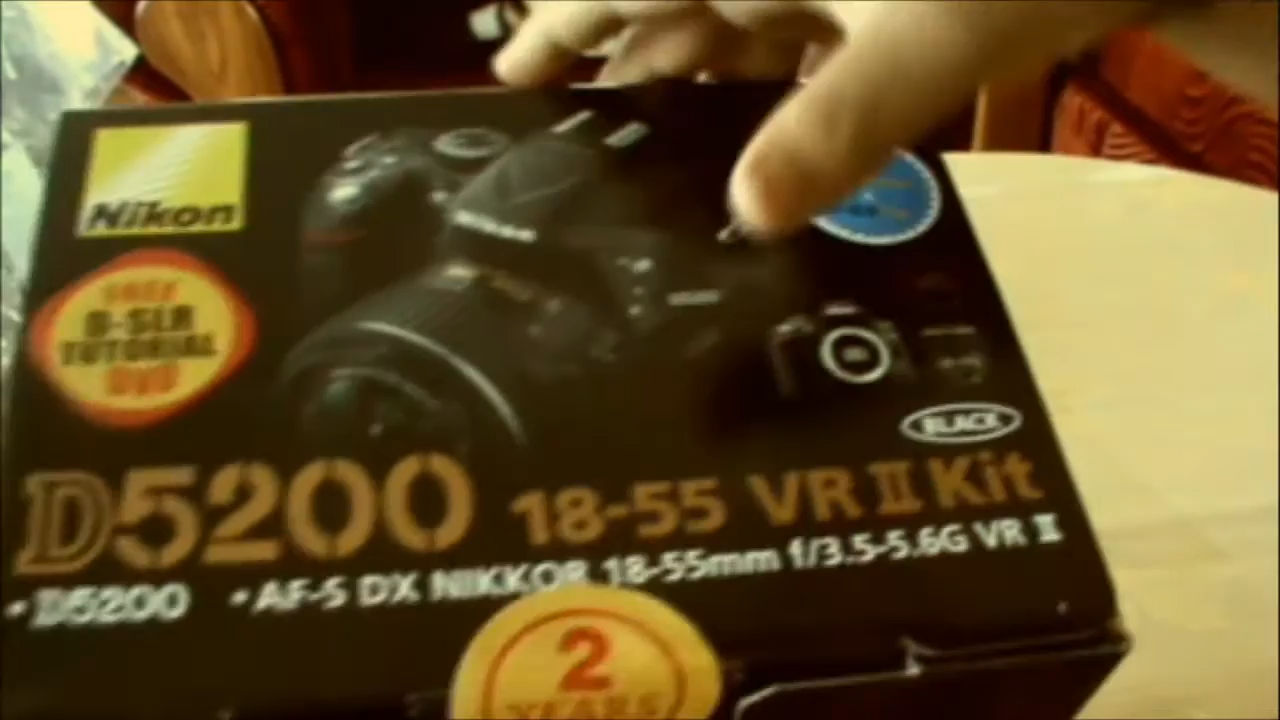 Nikon
FREE
D-SLR
TUTORIAL
DVD
BLACK
D5200 18-55 VR II Kit
• D5200 • AF-S DX NIKKOR 18-55mm f/3.5-5.6G VR II
2
YEARS